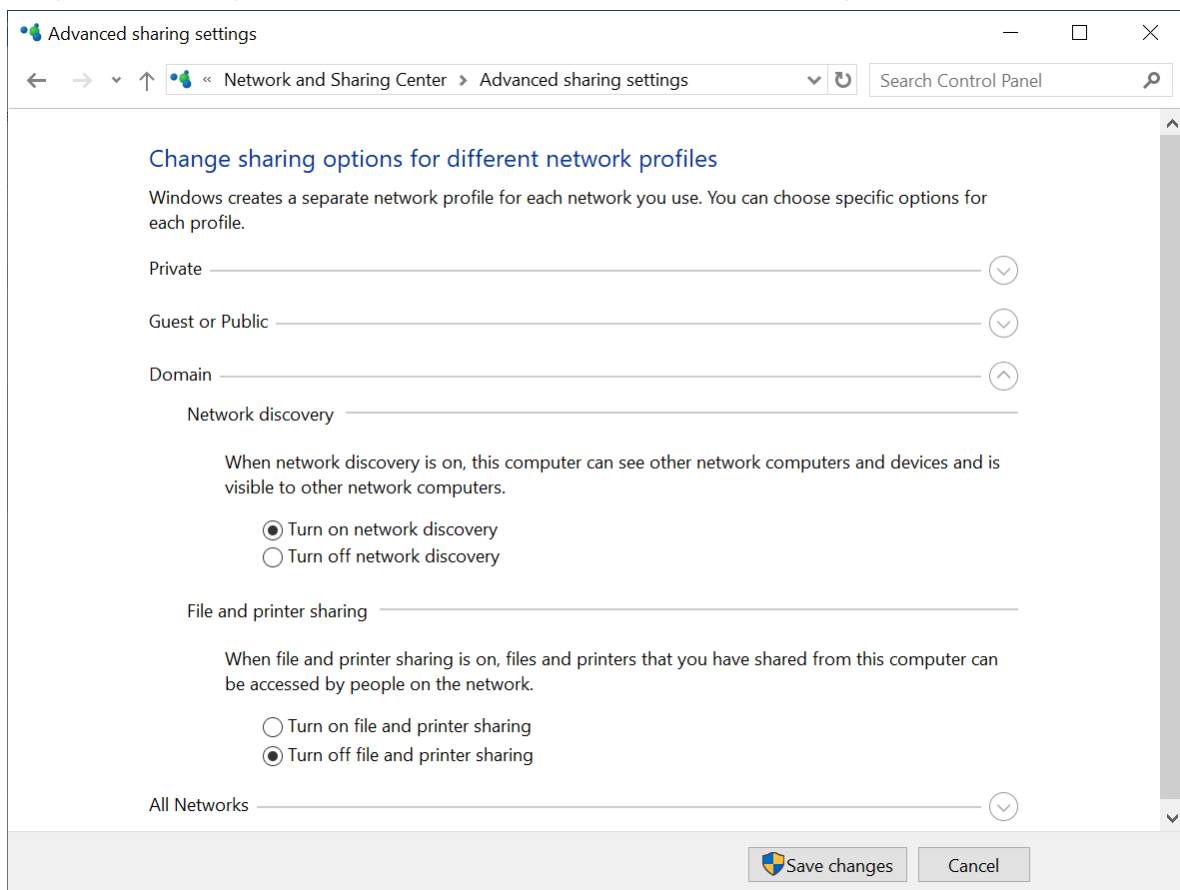 Advanced sharing settings
« Network and Sharing Center > Advanced sharing settings
Search Control Panel
Change sharing options for different network profiles
Windows creates a separate network profile for each network you use. You can choose specific options for
each profile.
Private
Guest or Public
Domain
Network discovery
When network discovery is on, this computer can see other network computers and devices and is
visible to other network computers.
Turn on network discovery
Turn off network discovery
File and printer sharing
When file and printer sharing is on, files and printers that you have shared from this computer can
be accessed by people on the network.
Turn on file and printer sharing
Turn off file and printer sharing
All Networks
Save changes
Cancel